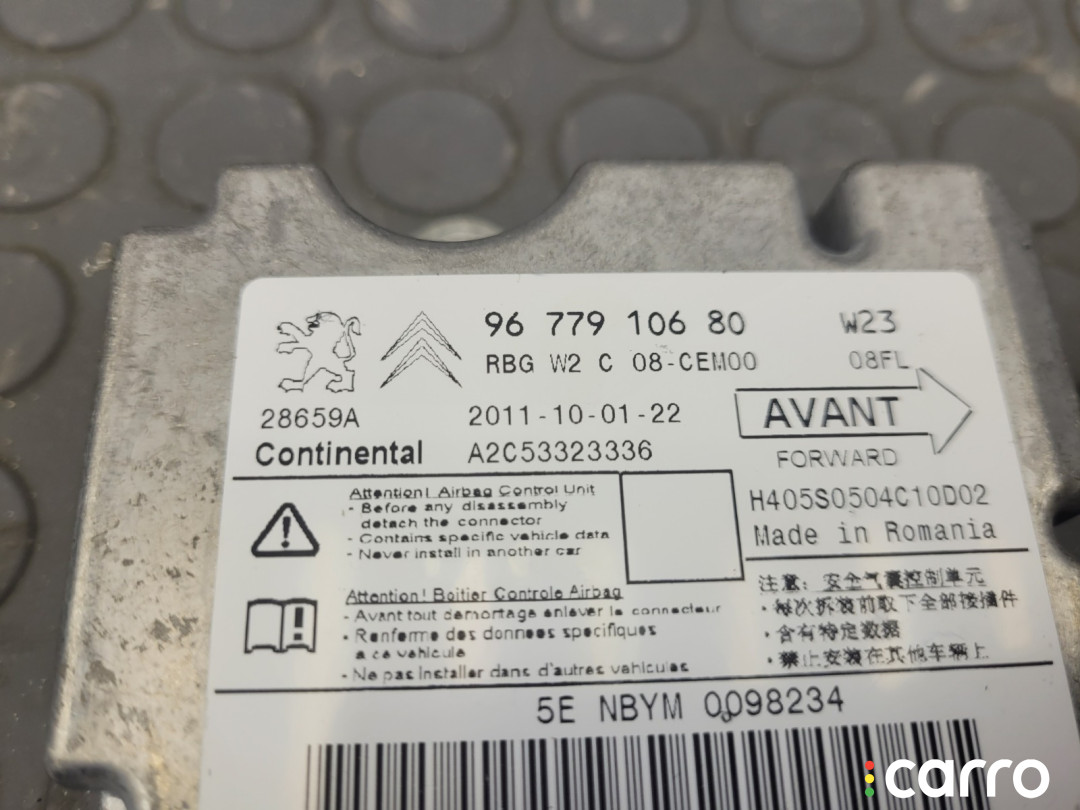 96 779 106 80 W23
RBG W2 C 08-CEM00 08FL
28659A 2011-10-01-22 AVANT
Continental A2C53323336 FORWARD
Attention! Airbag Control Unit
- Before any disassembly
detach the connector
- Contains specific vehicle data
- Never install in another car
H405S0504C10D02
Made in Romania
Attention! Boitier Controle Airbag
- Avant tout demontage enlever le connecteur
- Renferme des donnees specifiques
a ce vehicule
- Ne pas installer dans d'autres vehicules
注意: 安全气囊控制单元
·每次拆装前取下全部接插件
·含有特定数据
·禁止安装在其他车辆上
5E NBYM 0098234
carro